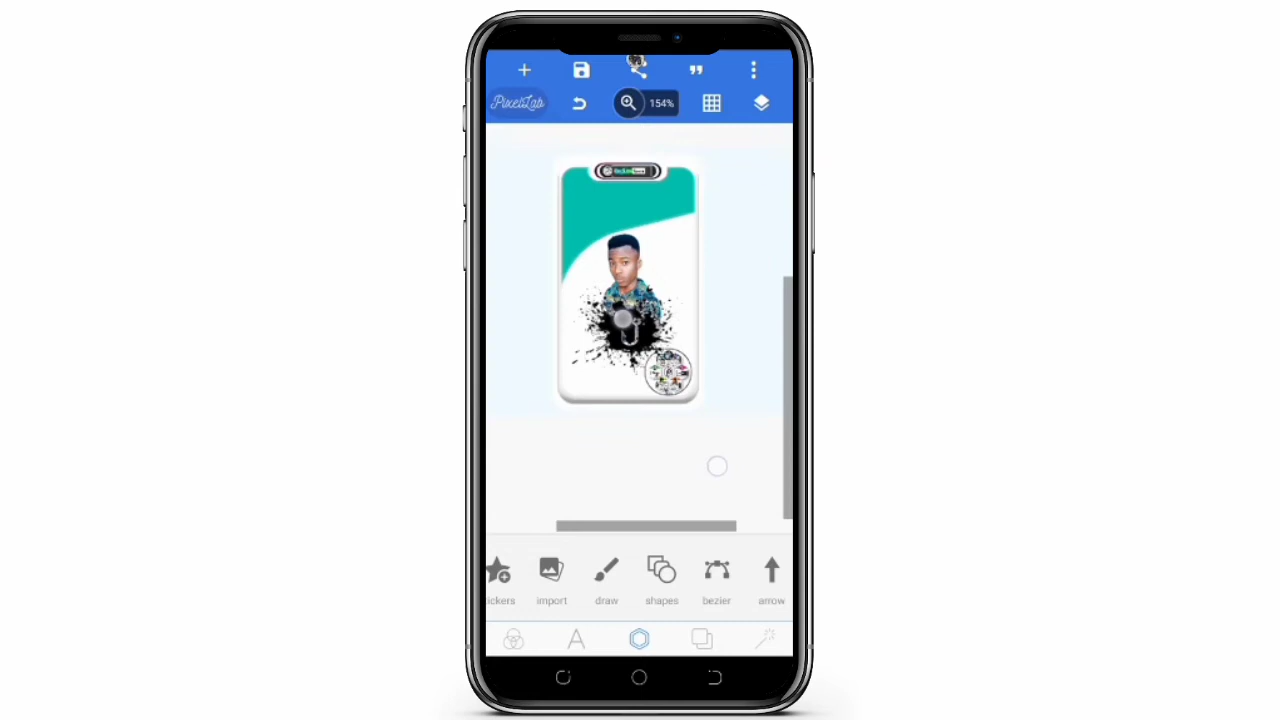 PixelLab
154%
ickers
import
draw
shapes
bezier
arrow